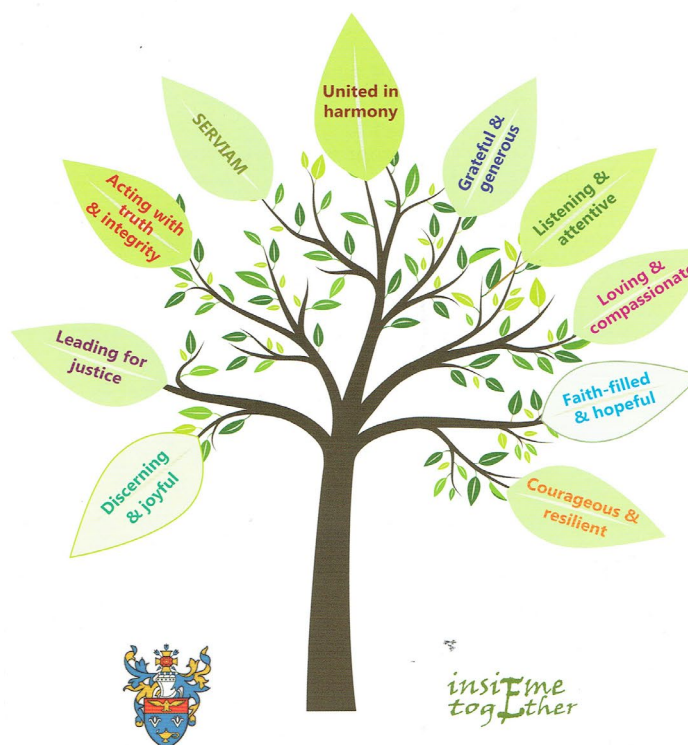 United in
harmony
SERVIAM
Grateful &
generous
Acting with
truth
& integrity
Listening &
attentive
Loving &
compassionate
Leading for
justice
Faith-filled
& hopeful
Discerning
& joyful
Courageous &
resilient
insiEme
togEther